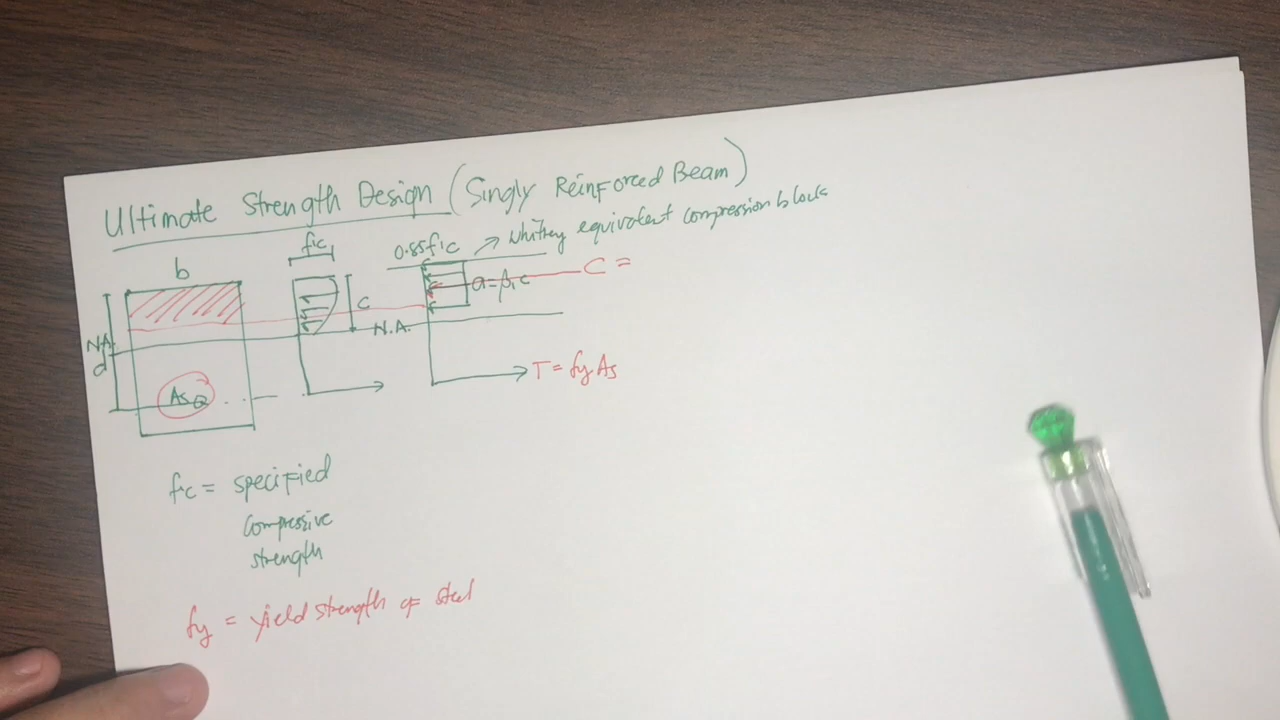 Ultimate Strength Design (Singly Reinforced Beam)
0.85f'c → Whitney equivalent compression block
f'c
b
a=β₁c
C =
c
N.A.
N.A.
d
T = fy As
As
f'c = specified
compressive
strength
fy = yield strength of steel